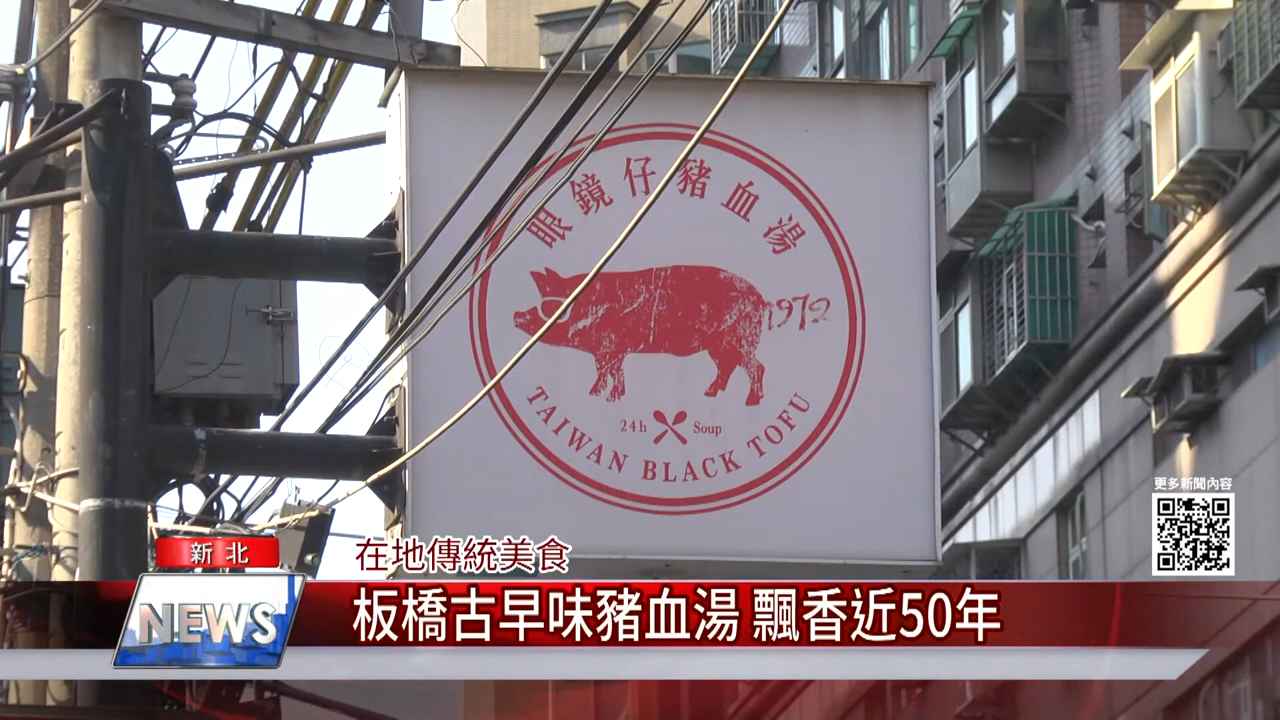 眼鏡仔豬血湯
1972
24h Soup
TAIWAN BLACK TOFU
更多新聞內容
新北
在地傳統美食
NEWS
板橋古早味豬血湯 飄香近50年